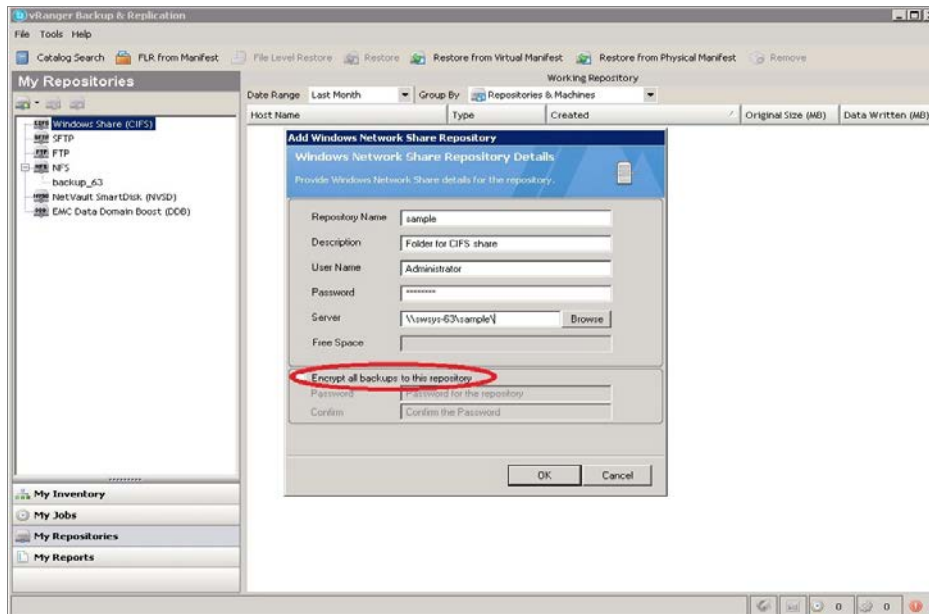 vRanger Backup & Replication
File Tools Help
Catalog Search FLR from Manifest File Level Restore Restore Restore from Virtual Manifest Restore from Physical Manifest Remove
My Repositories
Working Repository
Date Range Last Month Group By Repositories & Machines
Host Name Type Created Original Size (MB) Data Written (MB)
Windows Share (CIFS)
SFTP
FTP
NFS
backup_63
NetVault SmartDisk (NVSD)
EMC Data Domain Boost (DDB)
Add Windows Network Share Repository
Windows Network Share Repository Details
Provide Windows Network Share details for the repository.
Repository Name sample
Description Folder for CIFS share
User Name Administrator
Password ********
Server \\swsys-63\sample\
Browse
Free Space
Encrypt all backups to this repository
Password Password for the repository
Confirm Confirm the Password
OK Cancel
My Inventory
My Jobs
My Repositories
My Reports
0 0